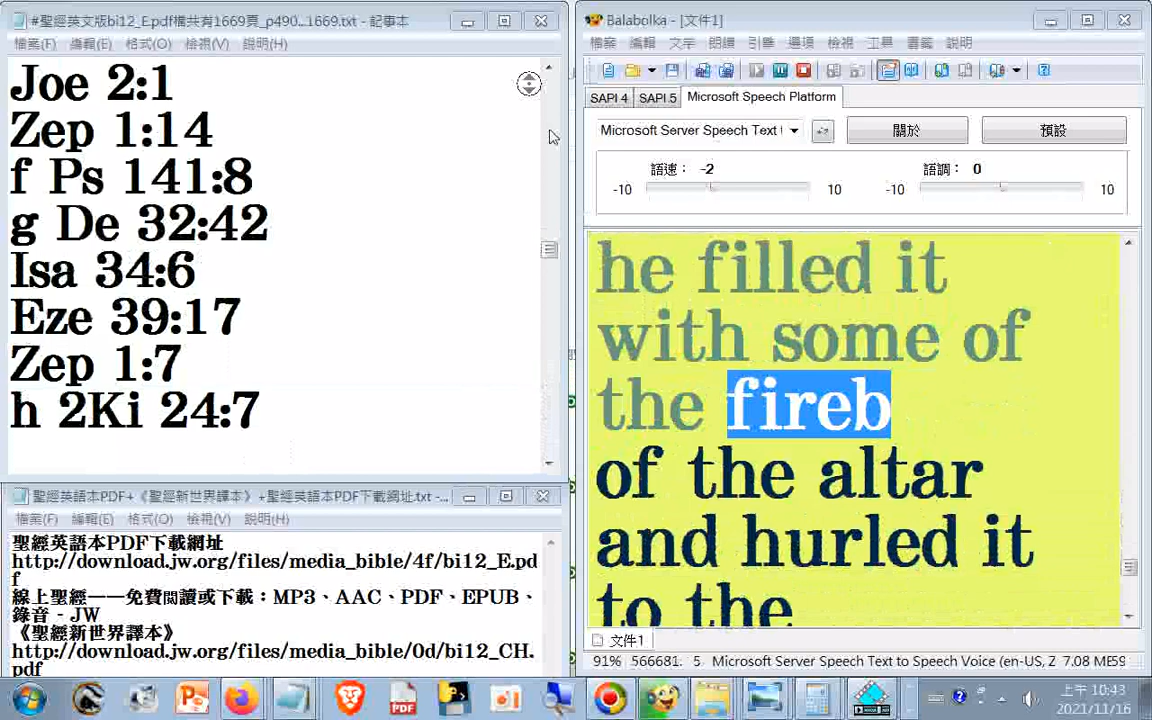 #聖經英文版bi12_E.pdf檔共有1669頁_p490...1669.txt - 記事本
檔案(F) 編輯(E) 格式(O) 檢視(V) 說明(H)
Joe 2:1
Zep 1:14
f Ps 141:8
g De 32:42
Isa 34:6
Eze 39:17
Zep 1:7
h 2Ki 24:7
聖經英語本PDF+《聖經新世界譯本》+聖經英語本PDF下載網址.txt -...
檔案(F) 編輯(E) 格式(O) 檢視(V) 說明(H)
聖經英語本PDF下載網址
http://download.jw.org/files/media_bible/4f/bi12_E.pd
f
線上聖經——免費閱讀或下載：MP3、AAC、PDF、EPUB、
錄音 - JW
《聖經新世界譯本》
http://download.jw.org/files/media_bible/0d/bi12_CH.
pdf
Balabolka - [文件1]
檔案 編輯 文字 朗讀 引擎 選項 檢視 工具 書籤 說明
SAPI 4 SAPI 5 Microsoft Speech Platform
Microsoft Server Speech Text 關於 預設
語速： -2 語調： 0
-10 10 -10 10
he filled it
with some of
the fireb
of the altar
and hurled it
to the
文件1
91% 566681. 5. Microsoft Server Speech Text to Speech Voice (en-US, Z 7.08 ME59
PDF
上午 10:43
2021/11/16